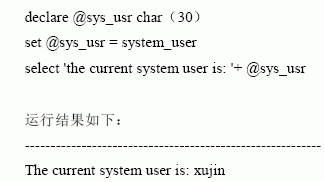 declare @sys_usr char（30）
set @sys_usr = system_user
select 'the current system user is: '+ @sys_usr
运行结果如下：
------------------------------------------------------------
The current system user is: xujin